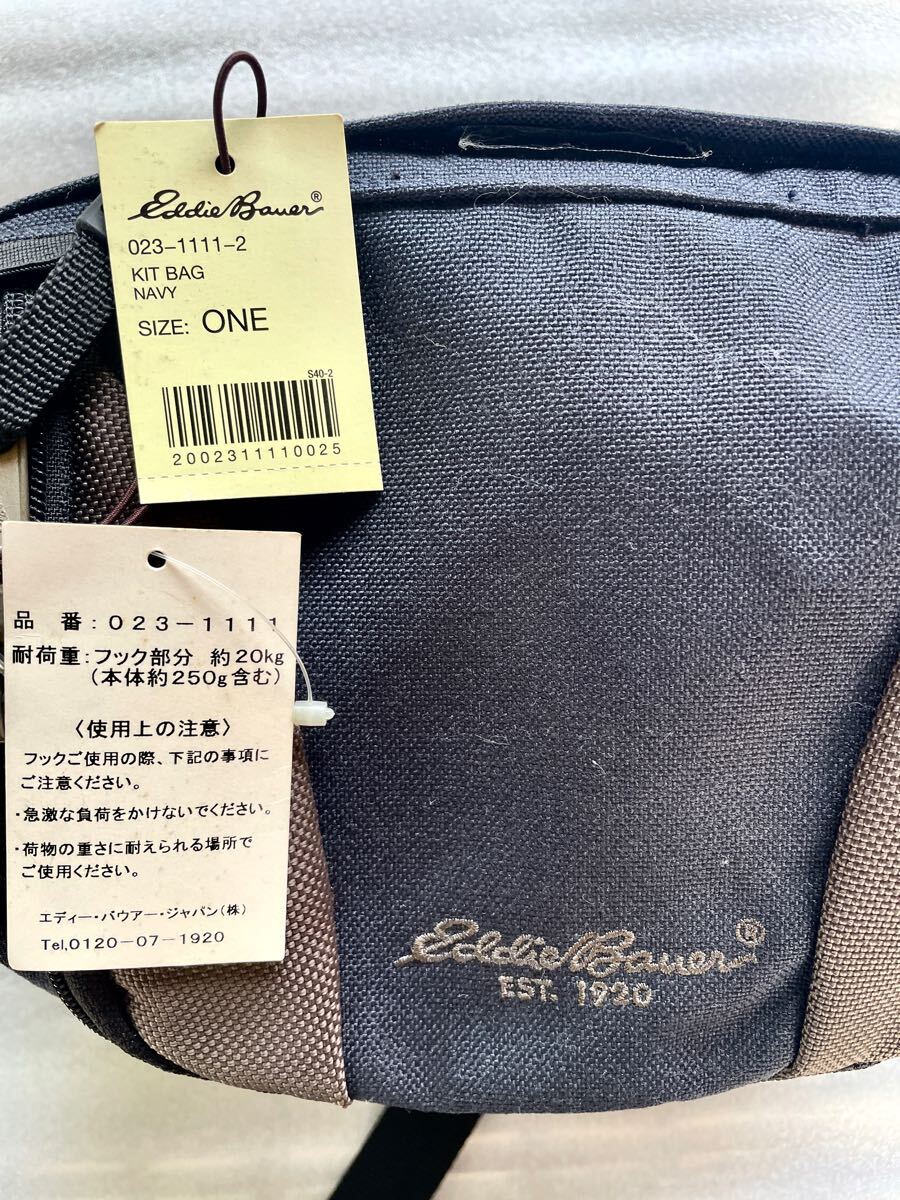 Eddie Bauer®
023-1111-2
KIT BAG
NAVY
SIZE: ONE
S40-2
2002311110025
品 番:023-1111
耐荷重:フック部分 約20kg
(本体約250g含む)
〈使用上の注意〉
フックご使用の際、下記の事項に
ご注意ください。
・急激な負荷をかけないでください。
・荷物の重さに耐えられる場所で
ご使用ください。
エディー・バウアー・ジャパン(株)
Tel,0120-07-1920
Eddie Bauer®
EST. 1920